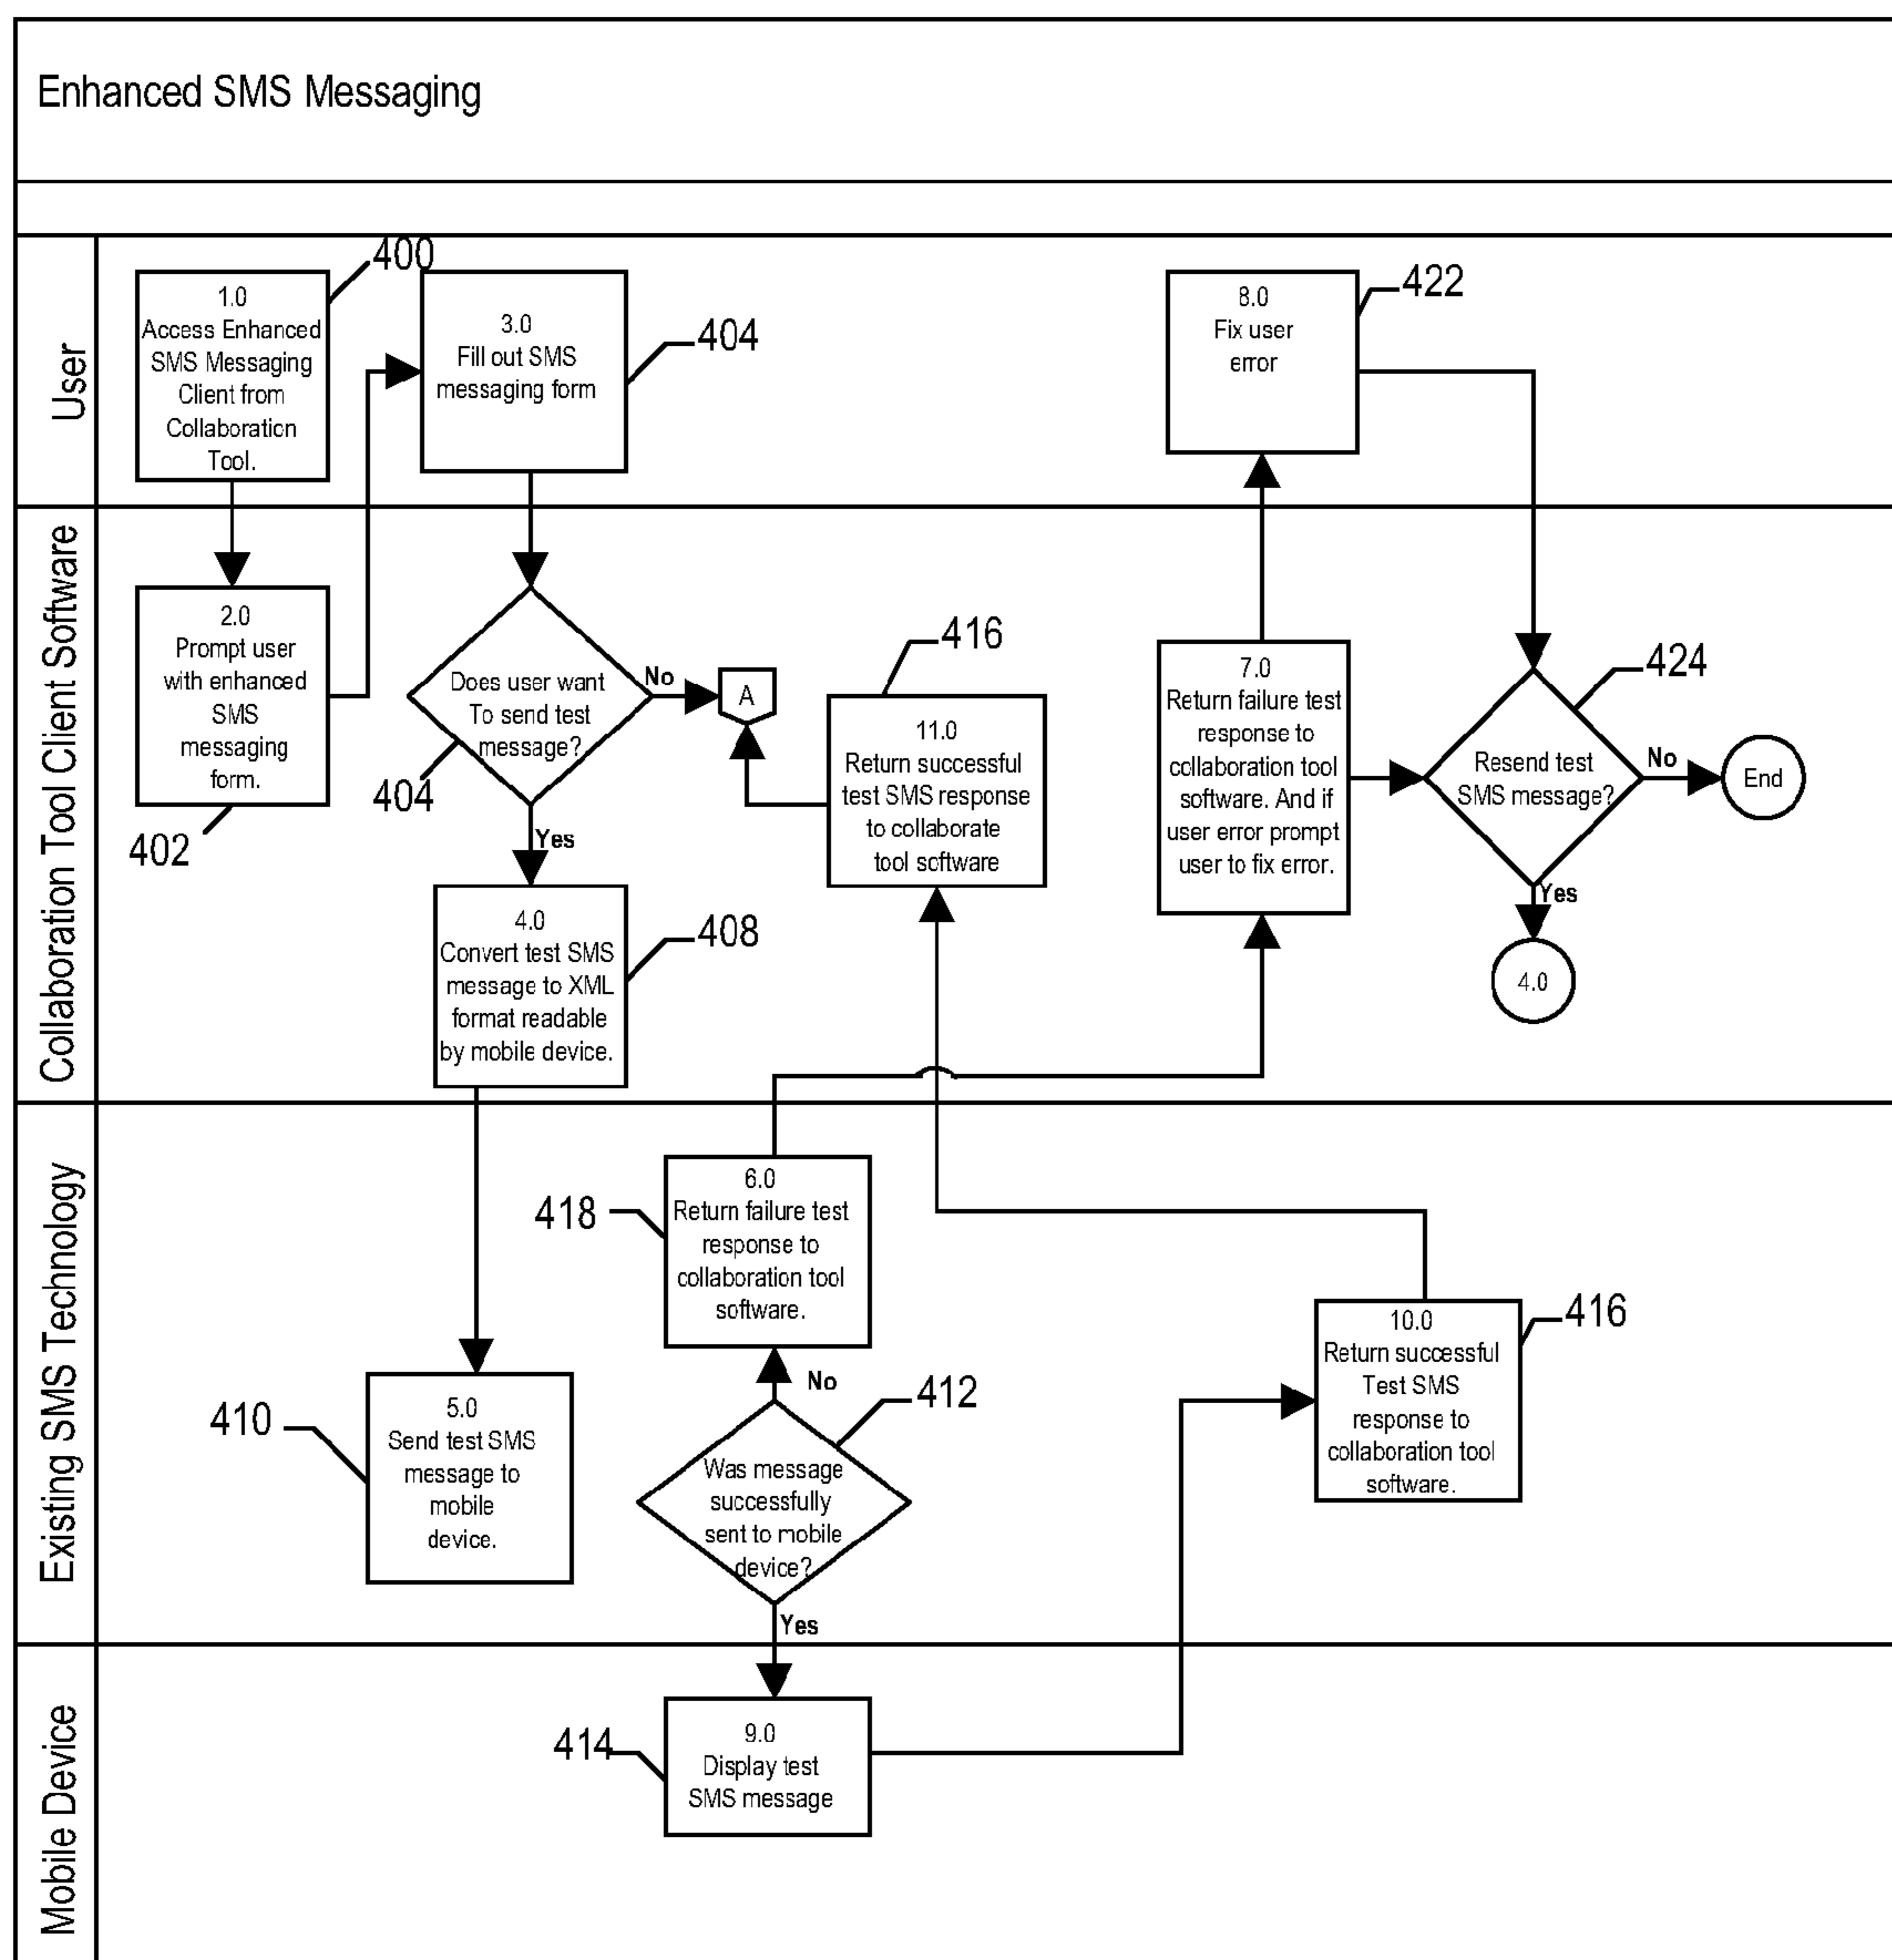 Enhanced SMS Messaging
User
400
1.0
Access Enhanced
SMS Messaging
Client from
Collaboration
Tool.
3.0
Fill out SMS
messaging form
404
8.0
Fix user
error
422
Collaboration Tool Client Software
2.0
Prompt user
with enhanced
SMS
messaging
form.
402
Does user want
To send test
message?
404
No
A
Yes
416
11.0
Return successful
test SMS response
to collaborate
tool software
4.0
Convert test SMS
message to XML
format readable
by mobile device.
408
7.0
Return failure test
response to
collaboration tool
software. And if
user error prompt
user to fix error.
424
Resend test
SMS message?
No
End
Yes
4.0
Existing SMS Technology
410
5.0
Send test SMS
message to
mobile
device.
418
6.0
Return failure test
response to
collaboration tool
software.
No
412
Was message
successfully
sent to mobile
device?
Yes
416
10.0
Return successful
Test SMS
response to
collaboration tool
software.
Mobile Device
414
9.0
Display test
SMS message